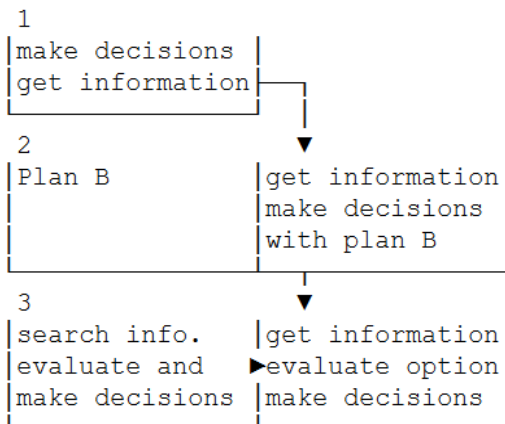 1
make decisions
get information
2
Plan B
get information
make decisions
with plan B
3
search info.
evaluate and
make decisions
get information
evaluate option
make decisions